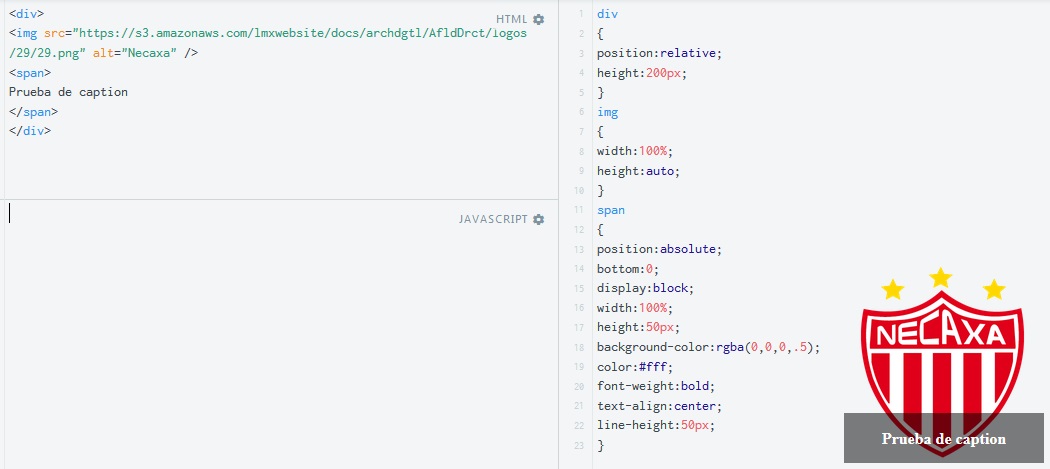 HTML
<div>
<img src="https://s3.amazonaws.com/lmxwebsite/docs/archdgtl/AfldDrct/logos
/29/29.png" alt="Necaxa" />
<span>
Prueba de caption
</span>
</div>
JAVASCRIPT
1 div
2 {
3 position:relative;
4 height:200px;
5 }
6 img
7 {
8 width:100%;
9 height:auto;
10 }
11 span
12 {
13 position:absolute;
14 bottom:0;
15 display:block;
16 width:100%;
17 height:50px;
18 background-color:rgba(0,0,0,.5);
19 color:#fff;
20 font-weight:bold;
21 text-align:center;
22 line-height:50px;
23 }
NECAXA
Prueba de caption